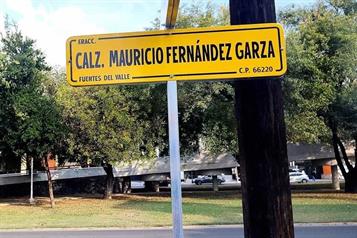 FRACC.
CALZ. MAURICIO FERNÁNDEZ GARZA
FUENTES DEL VALLE C.P. 66220